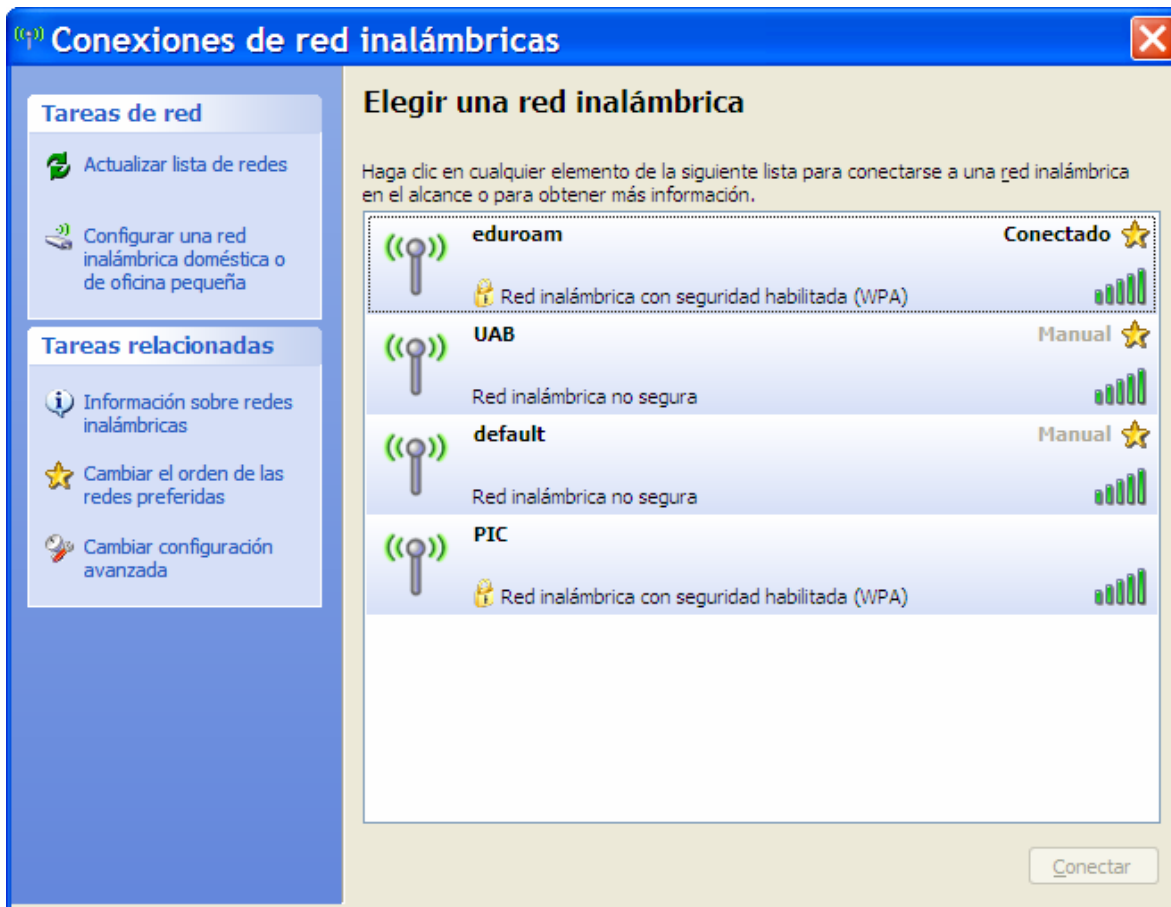 Conexiones de red inalámbricas
Tareas de red
Actualizar lista de redes
Configurar una red
inalámbrica doméstica o
de oficina pequeña
Tareas relacionadas
Información sobre redes
inalámbricas
Cambiar el orden de las
redes preferidas
Cambiar configuración
avanzada
Elegir una red inalámbrica
Haga clic en cualquier elemento de la siguiente lista para conectarse a una red inalámbrica
en el alcance o para obtener más información.
eduroam Conectado
Red inalámbrica con seguridad habilitada (WPA)
UAB Manual
Red inalámbrica no segura
default Manual
Red inalámbrica no segura
PIC
Red inalámbrica con seguridad habilitada (WPA)
Conectar